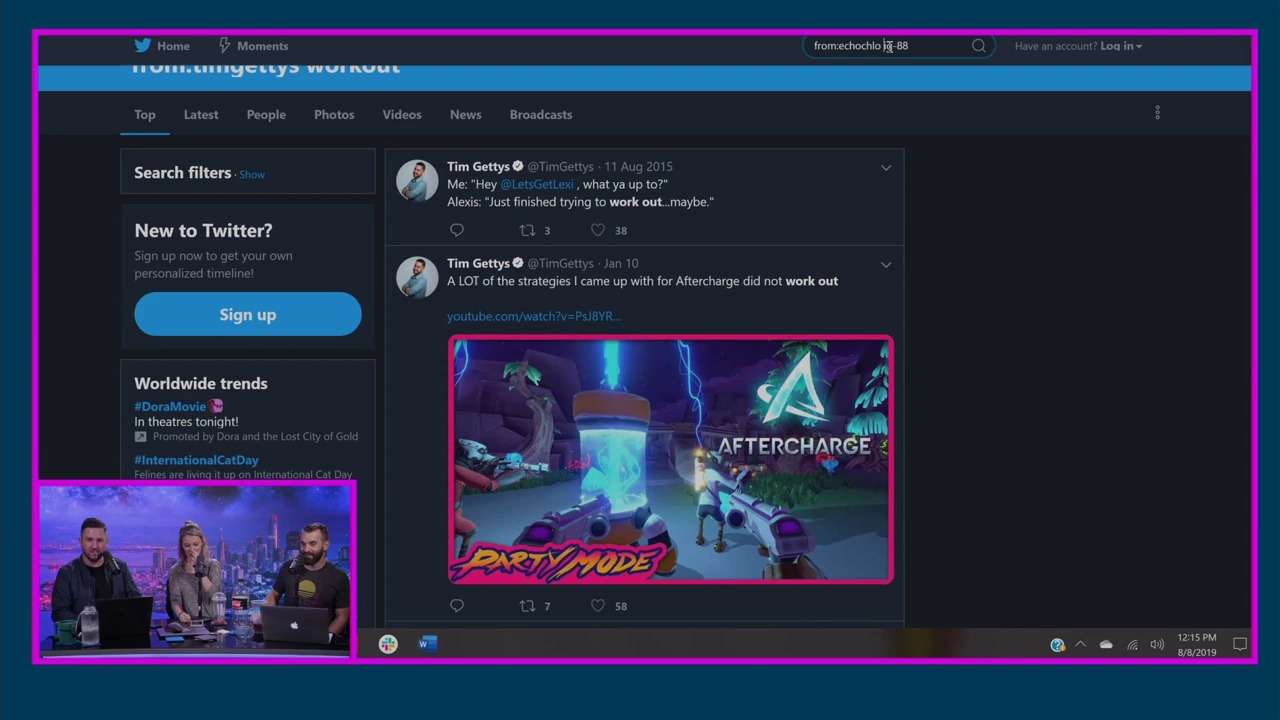 Home
Moments
from:echochlo
-88
Have an account? Log in
from:timgettys workout
Top
Latest
People
Photos
Videos
News
Broadcasts
Search filters · Show
New to Twitter?
Sign up now to get your own
personalized timeline!
Sign up
Worldwide trends
#DoraMovie
In theatres tonight!
Promoted by Dora and the Lost City of Gold
#InternationalCatDay
Felines are living it up on International Cat Day
Tim Gettys @TimGettys · 11 Aug 2015
Me: "Hey @LetsGetLexi , what ya up to?"
Alexis: "Just finished trying to work out...maybe."
3
38
Tim Gettys @TimGettys · Jan 10
A LOT of the strategies I came up with for Aftercharge did not work out
youtube.com/watch?v=PsJ8YR...
AFTERCHARGE
PARTY MODE
7
58
W
12:15 PM
8/8/2019